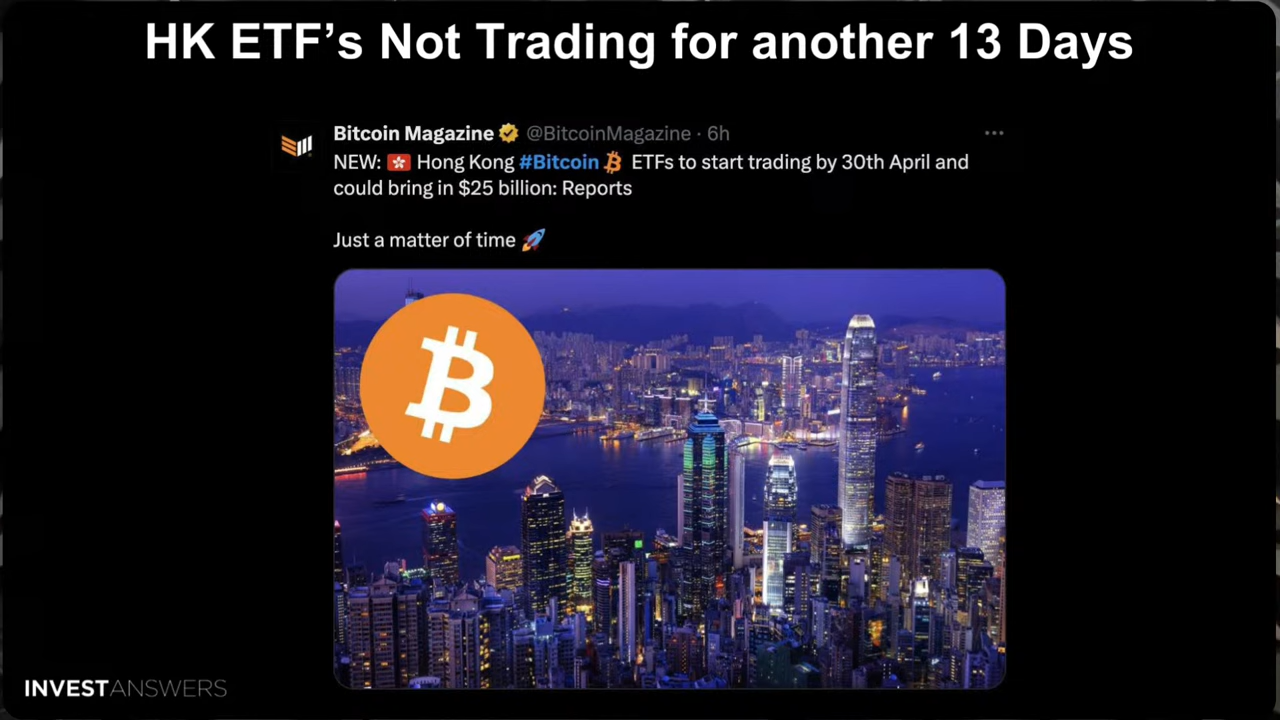 HK ETF’s Not Trading for another 13 Days
Bitcoin Magazine @BitcoinMagazine · 6h
NEW: 🇭🇰 Hong Kong #Bitcoin ETFs to start trading by 30th April and
could bring in $25 billion: Reports
Just a matter of time 🚀
INVESTANSWERS